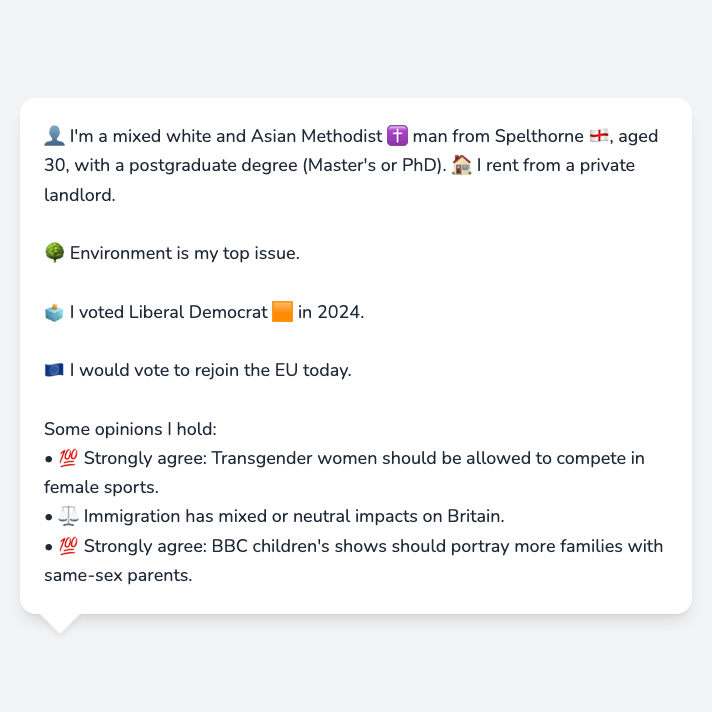 👤 I'm a mixed white and Asian Methodist ✝️ man from Spelthorne 🏴󠁧󠁢󠁥󠁮󠁧󠁿, aged
30, with a postgraduate degree (Master's or PhD). 🏠 I rent from a private
landlord.
🌳 Environment is my top issue.
🗳️ I voted Liberal Democrat 🟧 in 2024.
🇪🇺 I would vote to rejoin the EU today.
Some opinions I hold:
• 💯 Strongly agree: Transgender women should be allowed to compete in
female sports.
• ⚖️ Immigration has mixed or neutral impacts on Britain.
• 💯 Strongly agree: BBC children's shows should portray more families with
same-sex parents.